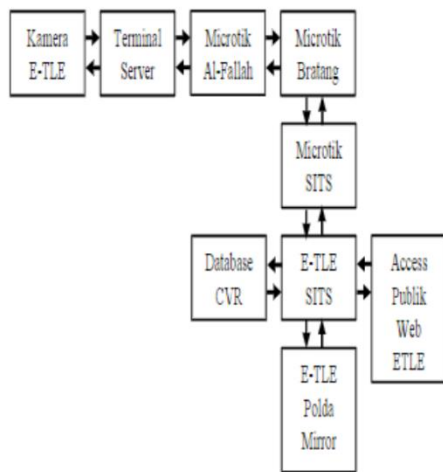 Kamera
E-TLE
Terminal
Server
Microtik
Al-Fallah
Microtik
Bratang
Microtik
SITS
Database
CVR
E-TLE
SITS
Access
Publik
Web
ETLE
E-TLE
Polda
Mirror